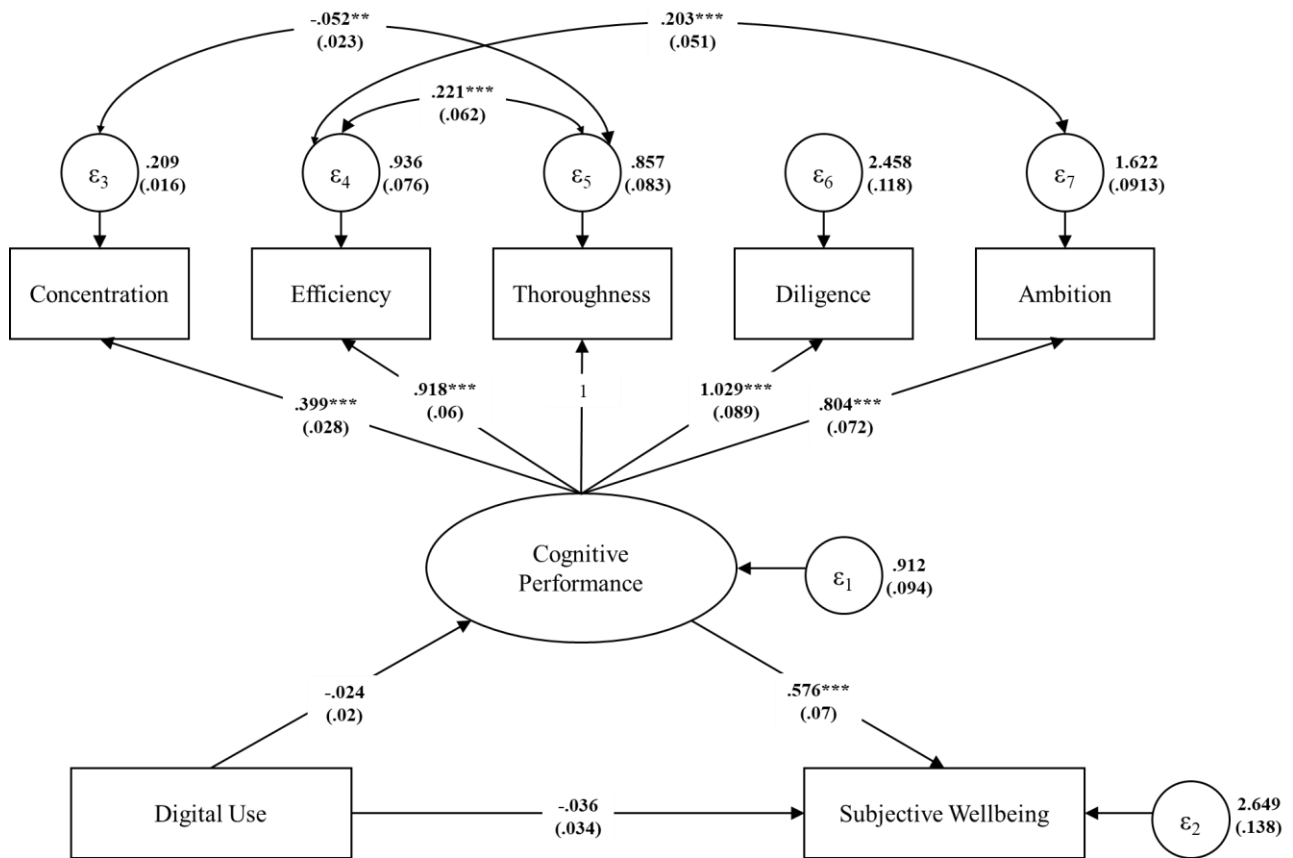 -.052**
(.023)
.203***
(.051)
.221***
(.062)
ε3
.209
(.016)
ε4
.936
(.076)
ε5
.857
(.083)
ε6
2.458
(.118)
ε7
1.622
(.0913)
Concentration
Efficiency
Thoroughness
Diligence
Ambition
.399***
(.028)
.918***
(.06)
1
1.029***
(.089)
.804***
(.072)
Cognitive
Performance
ε1
.912
(.094)
-.024
(.02)
.576***
(.07)
Digital Use
-.036
(.034)
Subjective Wellbeing
ε2
2.649
(.138)